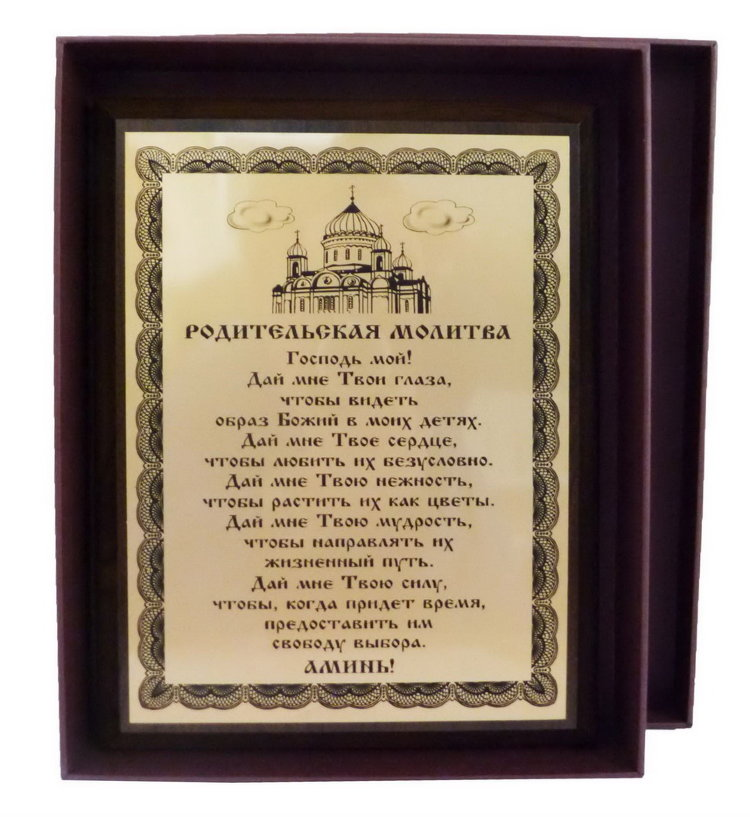 РОДИТЕЛЬСКАЯ МОЛИТВА
Господь мой!
Дай мне Твои глаза,
чтобы видеть
образ Божий в моих детях.
Дай мне Твое сердце,
чтобы любить их безусловно.
Дай мне Твою нежность,
чтобы растить их как цветы.
Дай мне Твою мудрость,
чтобы направлять их
жизненный путь.
Дай мне Твою силу,
чтобы, когда придет время,
предоставить им
свободу выбора.
АМИНЬ!